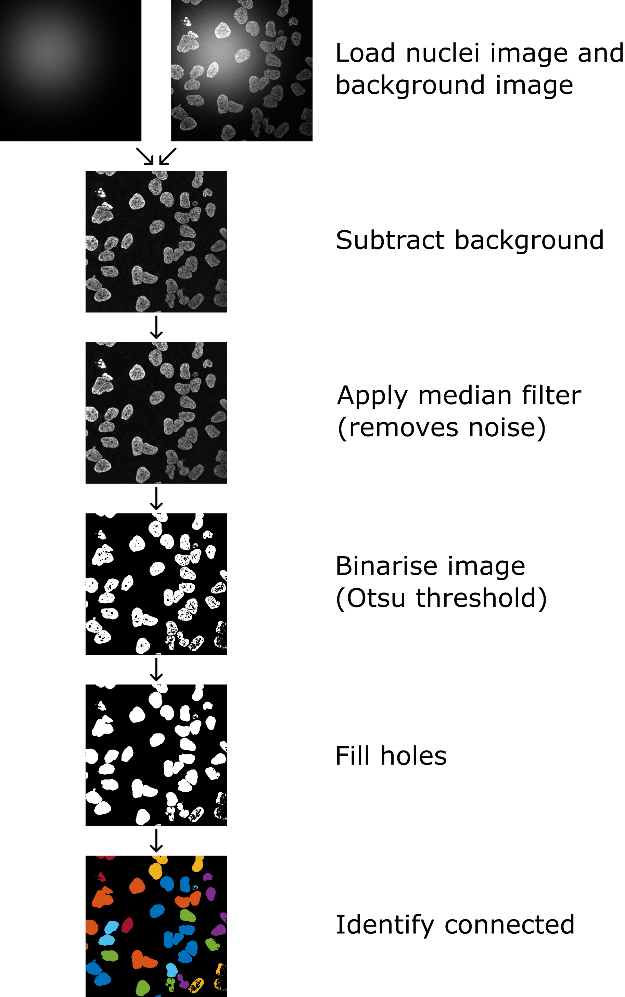 Load nuclei image and
background image
Subtract background
Apply median filter
(removes noise)
Binarise image
(Otsu threshold)
Fill holes
Identify connected